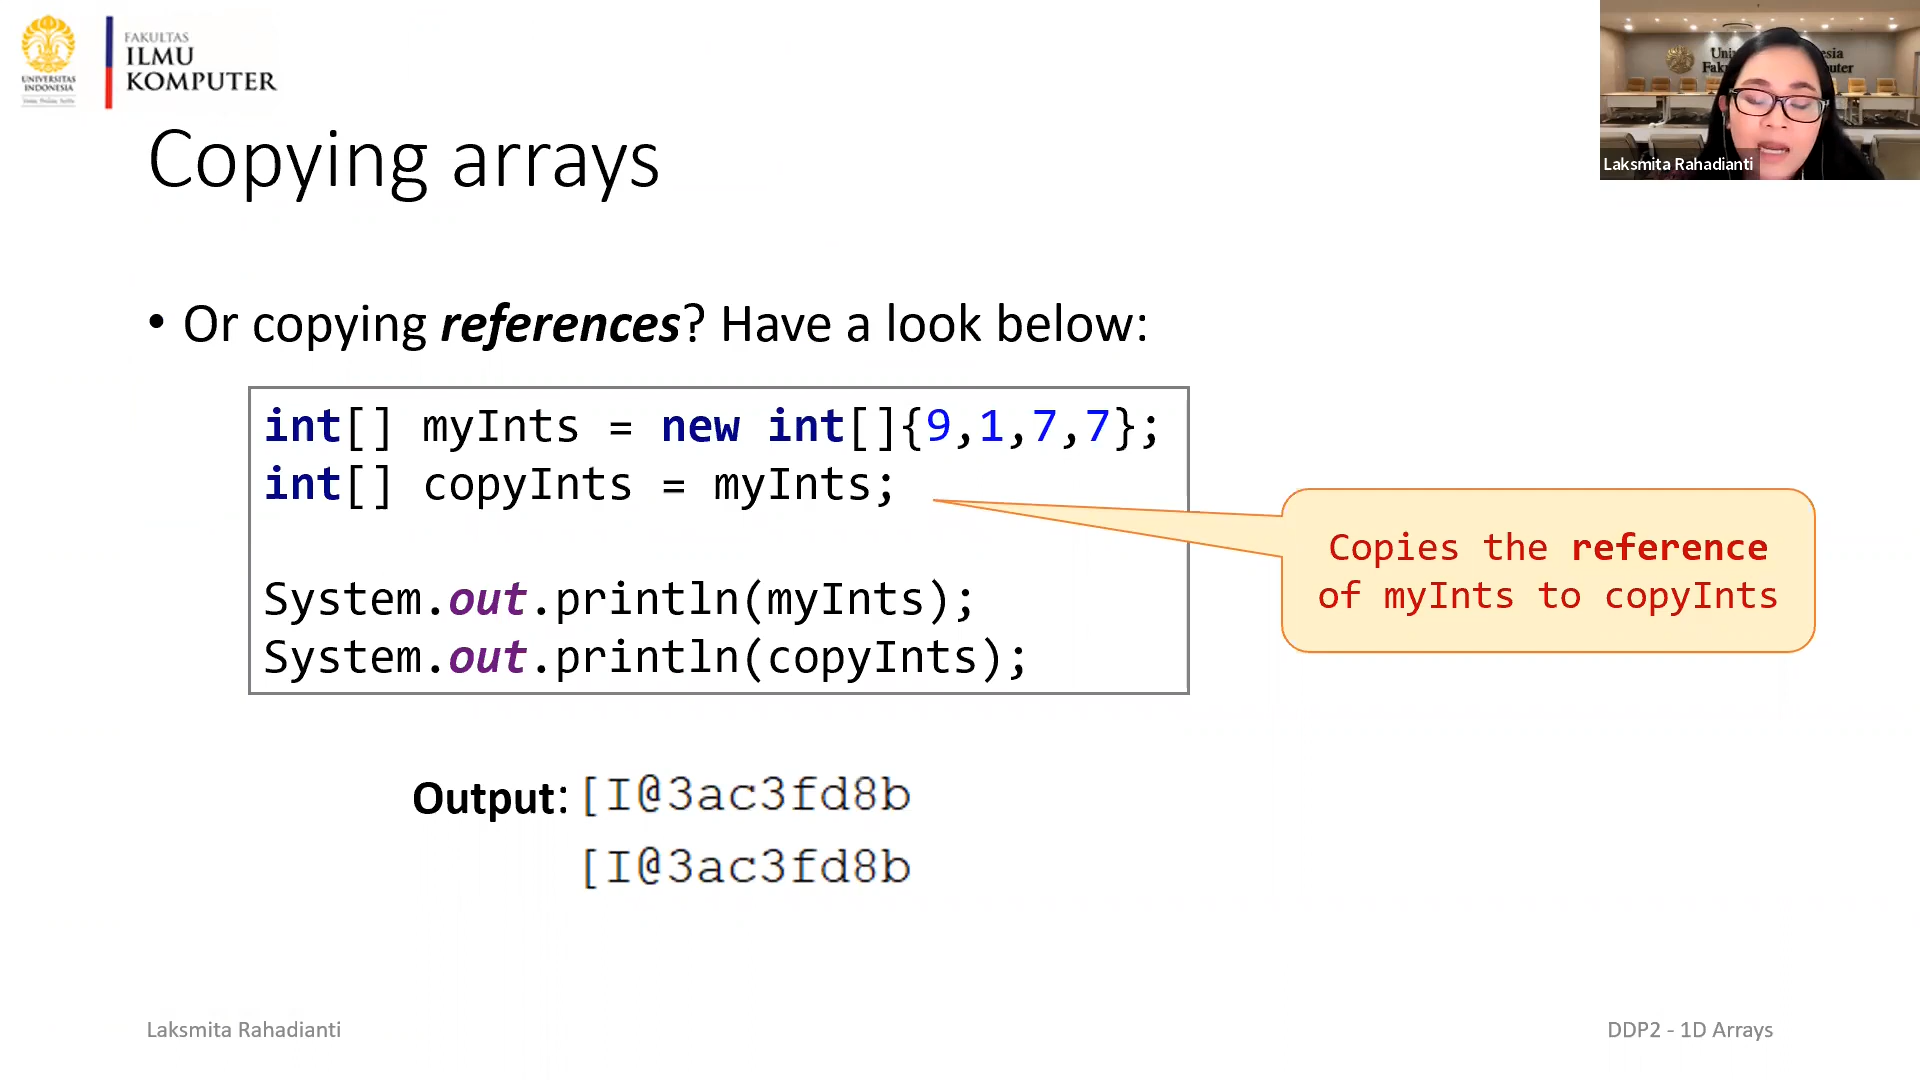 UNIVERSITAS
INDONESIA
FAKULTAS
ILMU
KOMPUTER
Laksmita Rahadianti
Copying arrays
• Or copying references? Have a look below:
int[] myInts = new int[]{9,1,7,7};
int[] copyInts = myInts;
System.out.println(myInts);
System.out.println(copyInts);
Copies the reference
of myInts to copyInts
Output: [I@3ac3fd8b
[I@3ac3fd8b
Laksmita Rahadianti
DDP2 - 1D Arrays